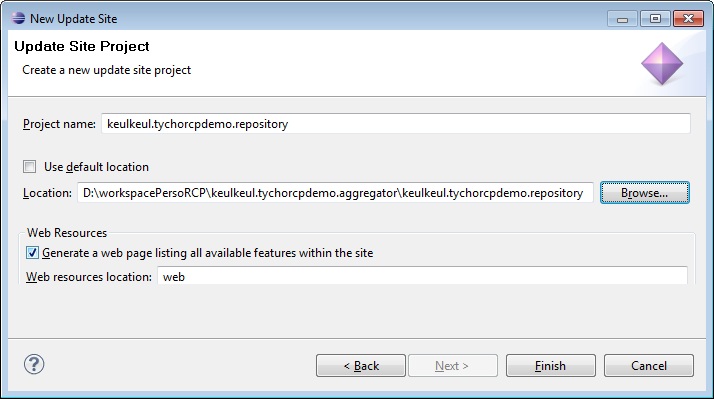 New Update Site
Update Site Project
Create a new update site project
Project name: keulkeul.tychorcpdemo.repository
Use default location
Location: D:\workspacePersoRCP\keulkeul.tychorcpdemo.aggregator\keulkeul.tychorcpdemo.repository Browse...
Web Resources
Generate a web page listing all available features within the site
Web resources location: web
? < Back Next > Finish Cancel